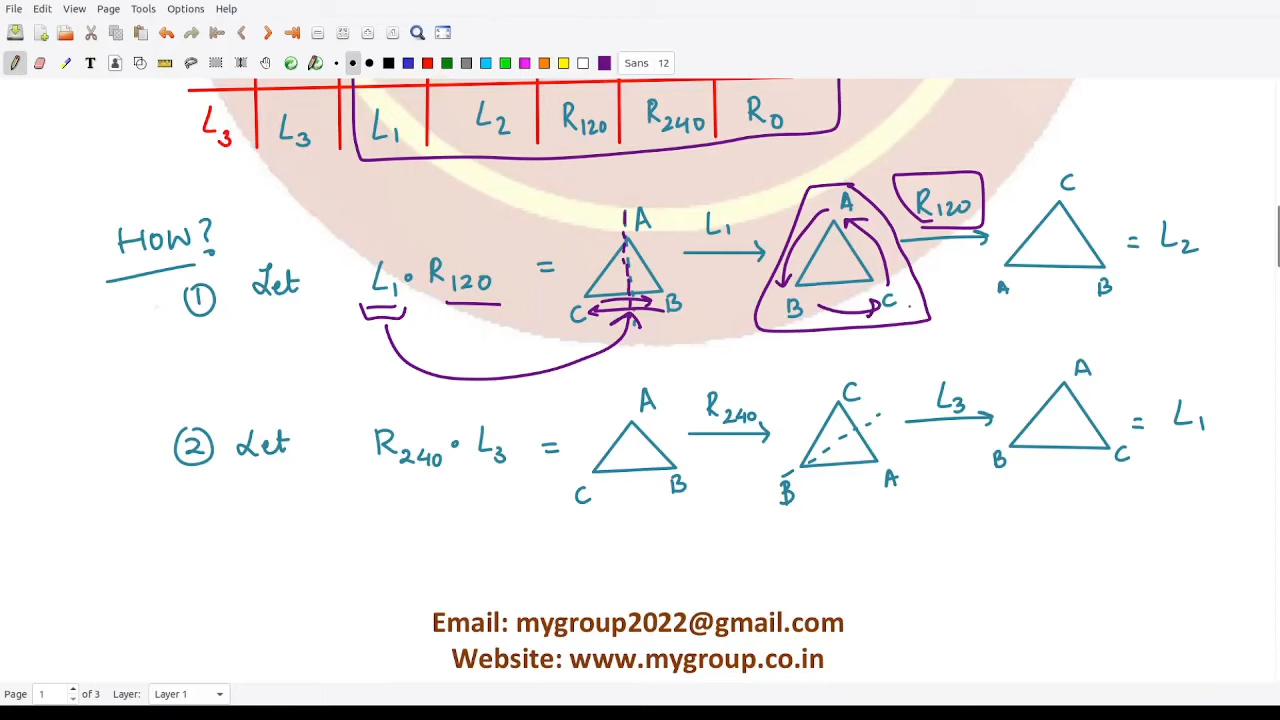 File Edit View Page Tools Options Help
Sans 12
L₃ L₃ L₁ L₂ R₁₂₀ R₂₄₀ R₀
HOW?
① Let L₁ · R₁₂₀ = A C B L₁ A B C R₁₂₀ C A B = L₂
② Let R₂₄₀ · L₃ = A C B R₂₄₀ C B A L₃ A B C = L₁
Email: mygroup2022@gmail.com
Website: www.mygroup.co.in
Page 1 of 3 Layer: Layer 1